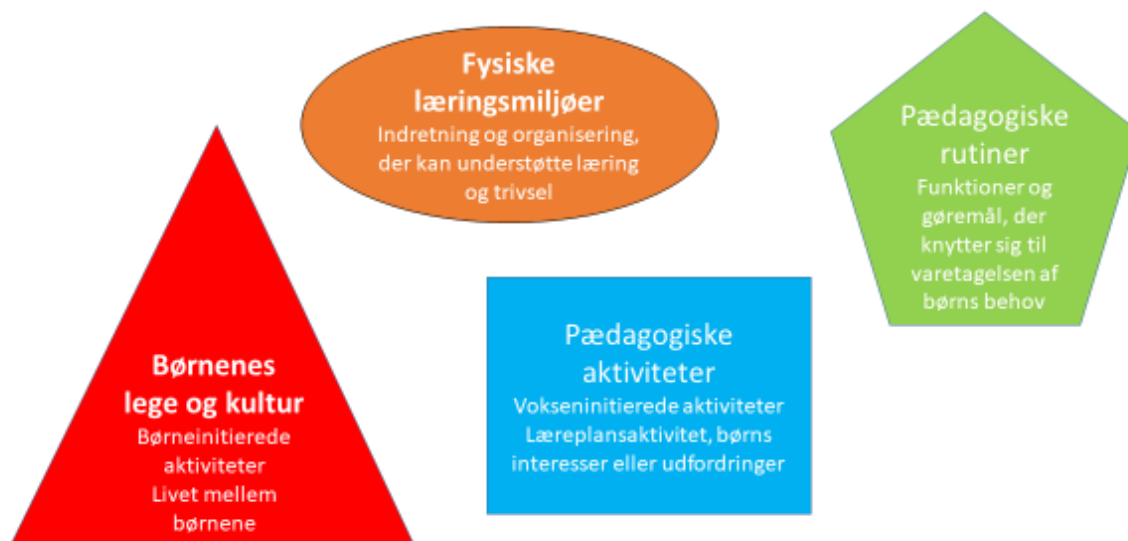 Fysiske
læringsmiljøer
Indretning og organisering,
der kan understøtte læring
og trivsel
Pædagogiske
rutiner
Funktioner og
gøremål, der
knytter sig til
varetagelsen af
børns behov
Børnenes
lege og kultur
Børneinitierede
aktiviteter
Livet mellem
børnene
Pædagogiske
aktiviteter
Vokseninitierede aktiviteter
Læreplansaktivitet, børns
interesser eller udfordringer